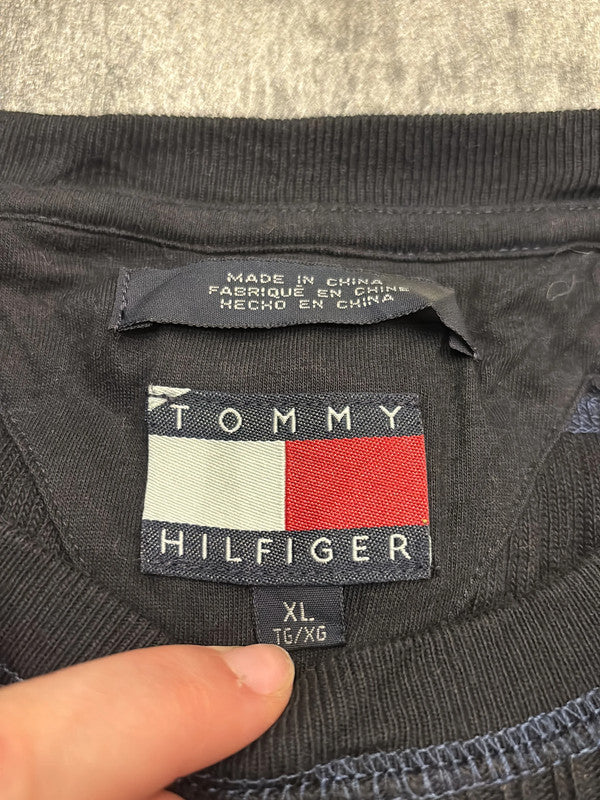 MADE IN CHINA
FABRIQUÉ EN CHINE
HECHO EN CHINA
TOMMY
HILFIGER
XL
TG/XG